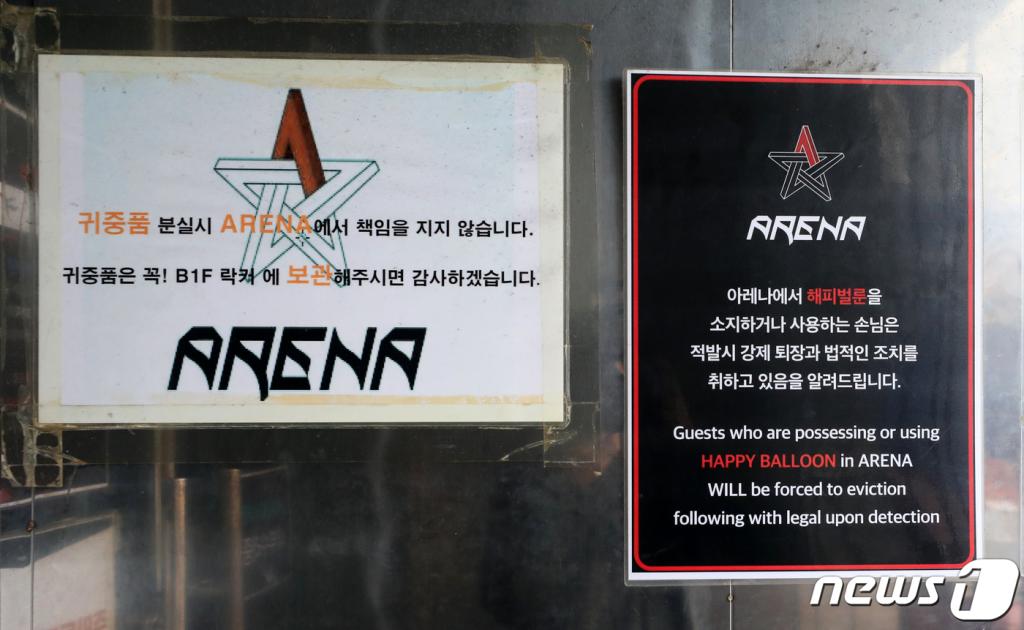 귀중품 분실시 ARENA에서 책임을 지지 않습니다.
귀중품은 꼭! B1F 락커 에 보관해주시면 감사하겠습니다.
ARENA
ARENA
아레나에서 해피벌룬을
소지하거나 사용하는 손님은
적발시 강제 퇴장과 법적인 조치를
취하고 있음을 알려드립니다.
Guests who are possessing or using
HAPPY BALLOON in ARENA
WILL be forced to eviction
following with legal upon detection
news1